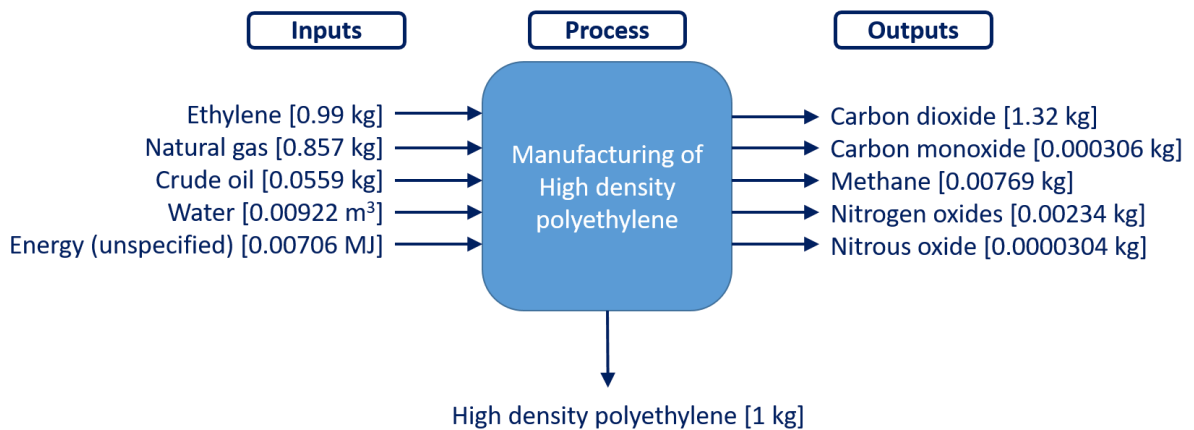 Inputs
Process
Outputs
Ethylene [0.99 kg]
Natural gas [0.857 kg]
Crude oil [0.0559 kg]
Water [0.00922 m³]
Energy (unspecified) [0.00706 MJ]
Manufacturing of
High density
polyethylene
Carbon dioxide [1.32 kg]
Carbon monoxide [0.000306 kg]
Methane [0.00769 kg]
Nitrogen oxides [0.00234 kg]
Nitrous oxide [0.0000304 kg]
High density polyethylene [1 kg]